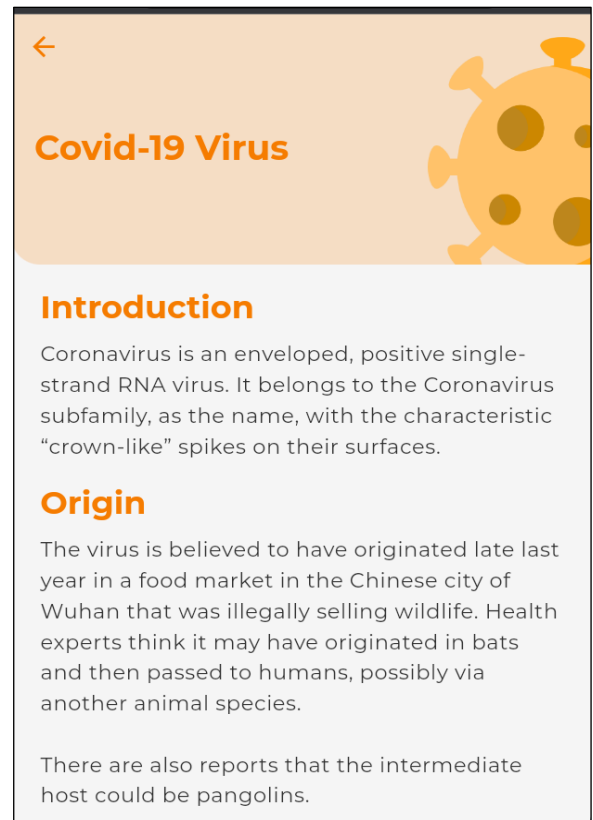 Covid-19 Virus
Introduction
Coronavirus is an enveloped, positive single-
strand RNA virus. It belongs to the Coronavirus
subfamily, as the name, with the characteristic
“crown-like” spikes on their surfaces.
Origin
The virus is believed to have originated late last
year in a food market in the Chinese city of
Wuhan that was illegally selling wildlife. Health
experts think it may have originated in bats
and then passed to humans, possibly via
another animal species.
There are also reports that the intermediate
host could be pangolins.